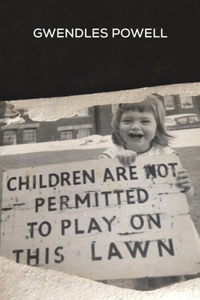 GWENDLES POWELL
CHILDREN ARE NOT
PERMITTED
TO PLAY ON
THIS LAWN